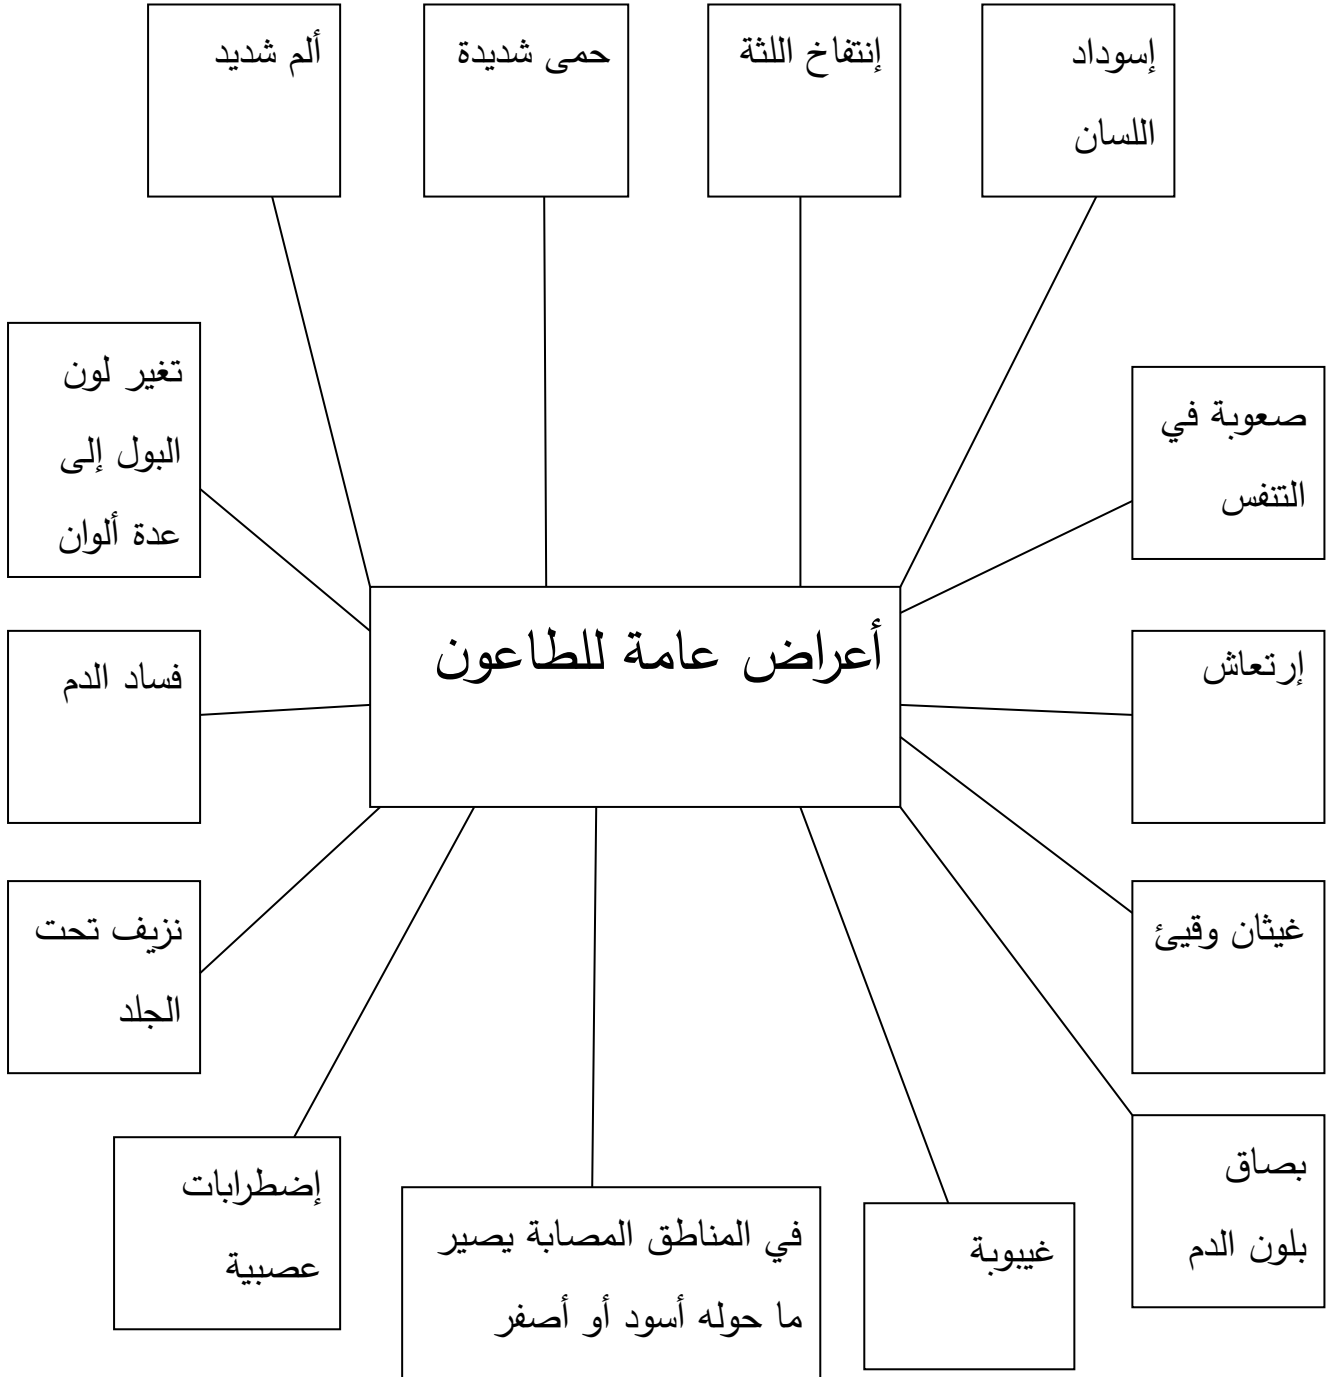 إسوداد
اللسان
إنتفاخ اللثة
حمى شديدة
ألم شديد
تغير لون
البول إلى
عدة ألوان
صعوبة في
التنفس
أعراض عامة للطاعون
إرتعاش
فساد الدم
غيثان وقيئ
نزيف تحت
الجلد
بصاق
بلون الدم
غيبوبة
في المناطق المصابة يصير
ما حوله أسود أو أصفر
إضطرابات
عصبية